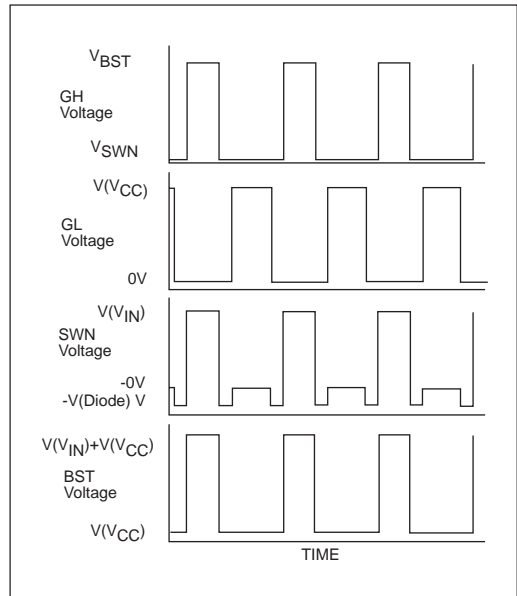 VBST
GH
Voltage
VSWN
V(VCC)
GL
Voltage
0V
V(VIN)
SWN
Voltage
-0V
-V(Diode) V
V(VIN)+V(VCC)
BST
Voltage
V(VCC)
TIME